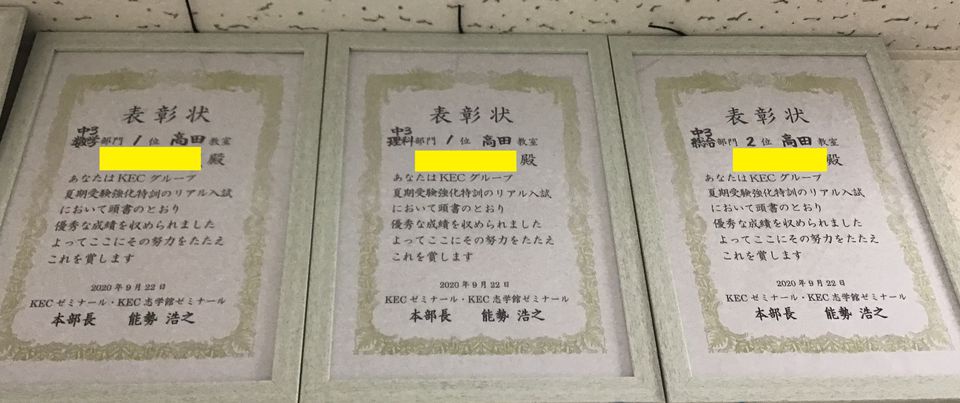 表彰状
中3
数学部門 1位 高田教室
殿
あなたはKECグループ
夏期受験強化特訓のリアル入試
において頭書のとおり
優秀な成績を収められました
よってここにその努力をたたえ
これを賞します
2020年9月22日
KECゼミナール・KEC志学館ゼミナール
本部長 能勢 浩之
表彰状
中3
理科部門 1位 高田教室
殿
あなたはKECグループ
夏期受験強化特訓のリアル入試
において頭書のとおり
優秀な成績を収められました
よってここにその努力をたたえ
これを賞します
2020年9月22日
KECゼミナール・KEC志学館ゼミナール
本部長 能勢 浩之
表彰状
中3
総合部門 2位 高田教室
殿
あなたはKECグループ
夏期受験強化特訓のリアル入試
において頭書のとおり
優秀な成績を収められました
よってここにその努力をたたえ
これを賞します
2020年9月22日
KECゼミナール・KEC志学館ゼミナール
本部長 能勢 浩之